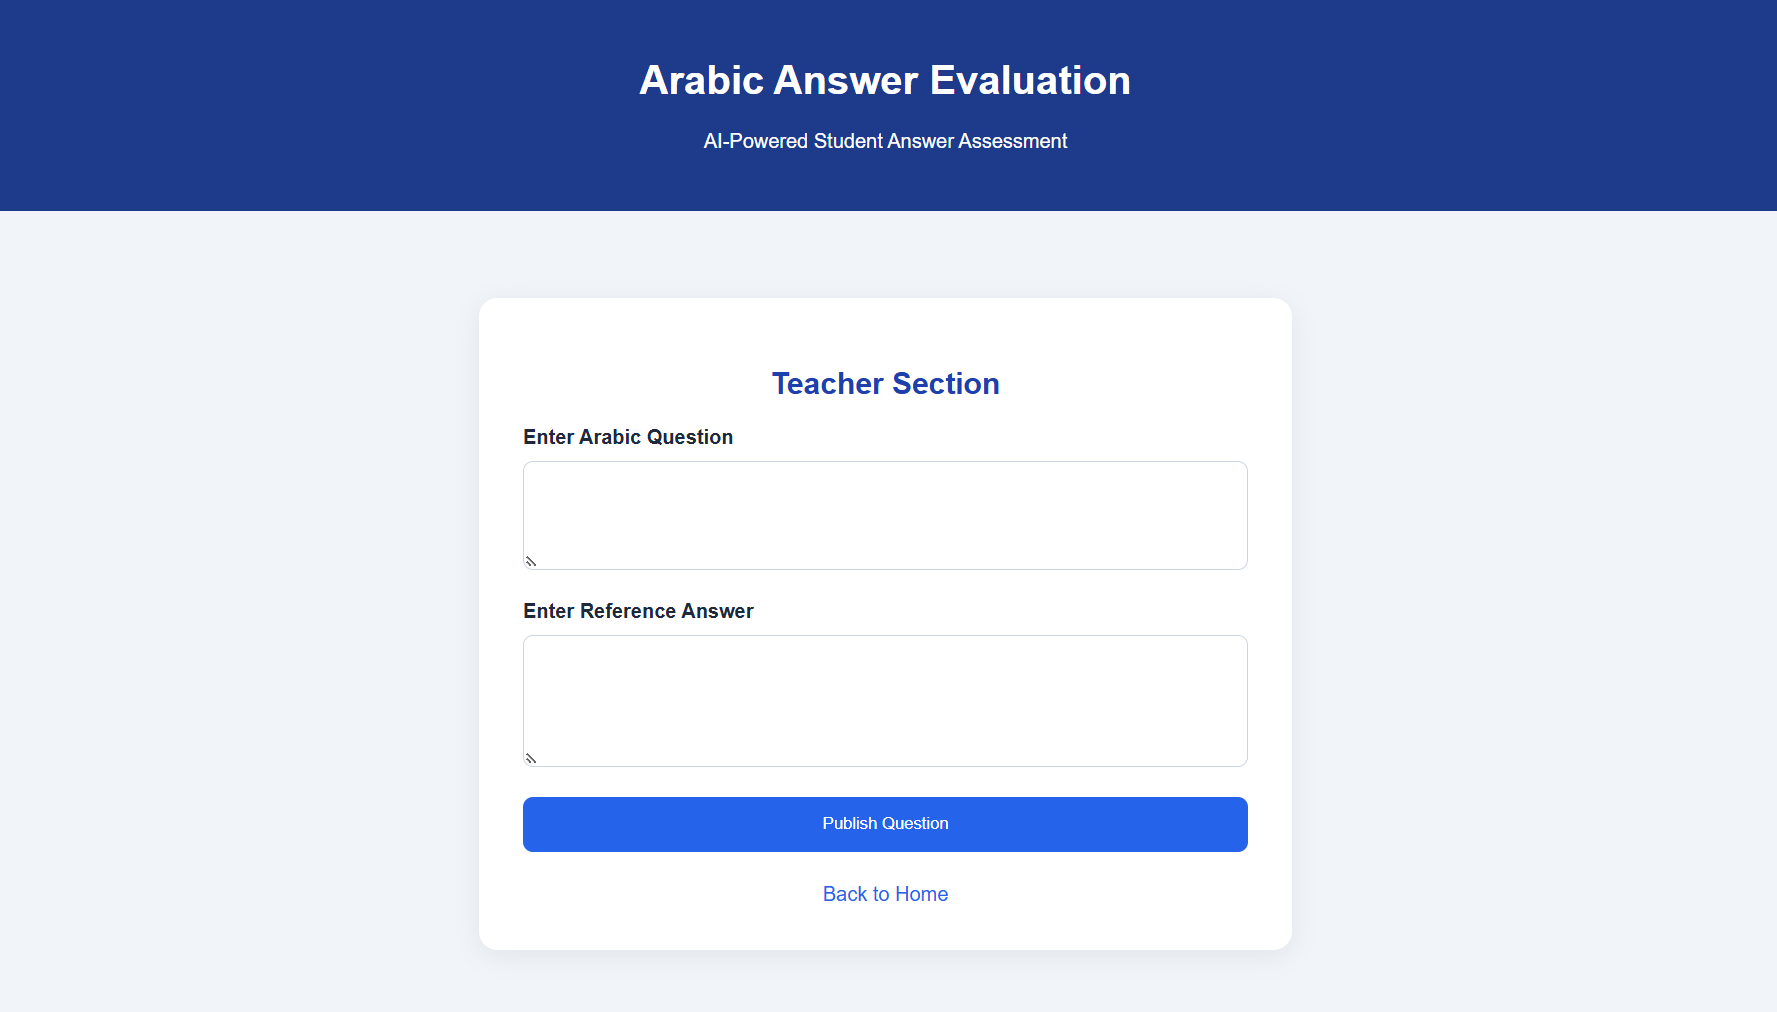 Arabic Answer Evaluation
AI-Powered Student Answer Assessment
Teacher Section
Enter Arabic Question
Enter Reference Answer
Publish Question
Back to Home